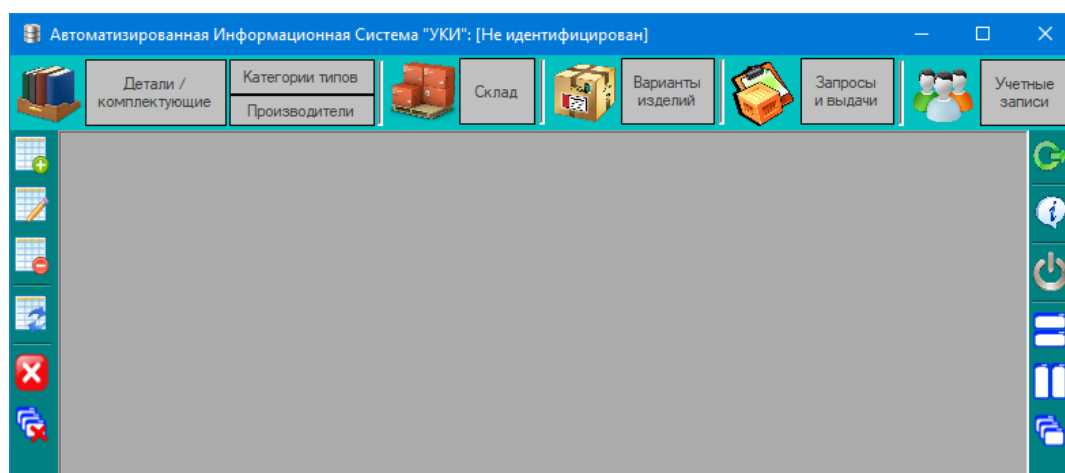 Автоматизированная Информационная Система "УКИ": [Не идентифицирован]
Детали /
комплектующие
Категории типов
Производители
Склад
Варианты
изделий
Запросы
и выдачи
Учетные
записи